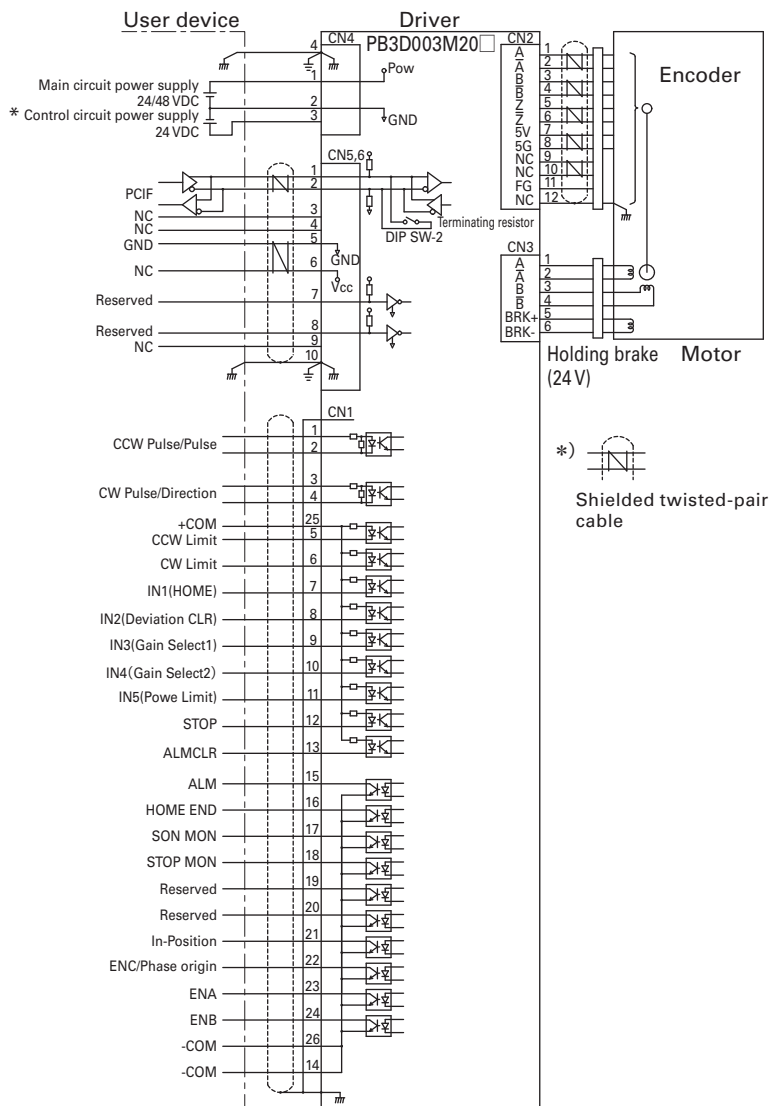 User device
Driver
PB3D003M20□
CN4
4
1
Pow
Main circuit power supply
24/48 VDC
2
* Control circuit power supply
3
24 VDC
GND
CN2
A 1
A̅ 2
B 3
B̅ 4
Z 5
Z̅ 6
5V 7
5G 8
NC 9
NC 10
FG 11
NC 12
Encoder
CN5,6
1
2
PCIF
NC 3
NC 4
GND 5
GND
NC 6
Vcc
Reserved 7
Reserved 8
NC 9
10
Terminating resistor
DIP SW-2
CN3
A 1
A̅ 2
B 3
B̅ 4
BRK+ 5
BRK- 6
Holding brake
(24 V)
Motor
CN1
1
CCW Pulse/Pulse
2
3
CW Pulse/Direction
4
+COM 25
CCW Limit 5
CW Limit 6
IN1(HOME) 7
IN2(Deviation CLR) 8
IN3(Gain Select1) 9
IN4(Gain Select2) 10
IN5(Powe Limit) 11
STOP 12
ALMCLR 13
ALM 15
HOME END 16
SON MON 17
STOP MON 18
Reserved 19
Reserved 20
In-Position 21
ENC/Phase origin 22
ENA 23
ENB 24
-COM 26
-COM 14
*)
Shielded twisted-pair
cable